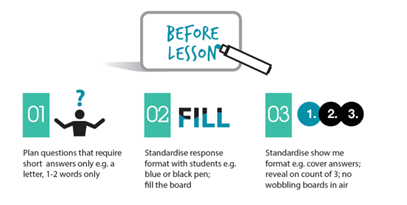 BEFORE
LESSON
01
?
02
FILL
03
1. 2. 3.
Plan questions that require
short answers only e.g. a
letter, 1-2 words only
Standardise response
format with students e.g.
blue or black pen;
fill the board
Standardise show me
format e.g. cover answers;
reveal on count of 3; no
wobbling boards in air